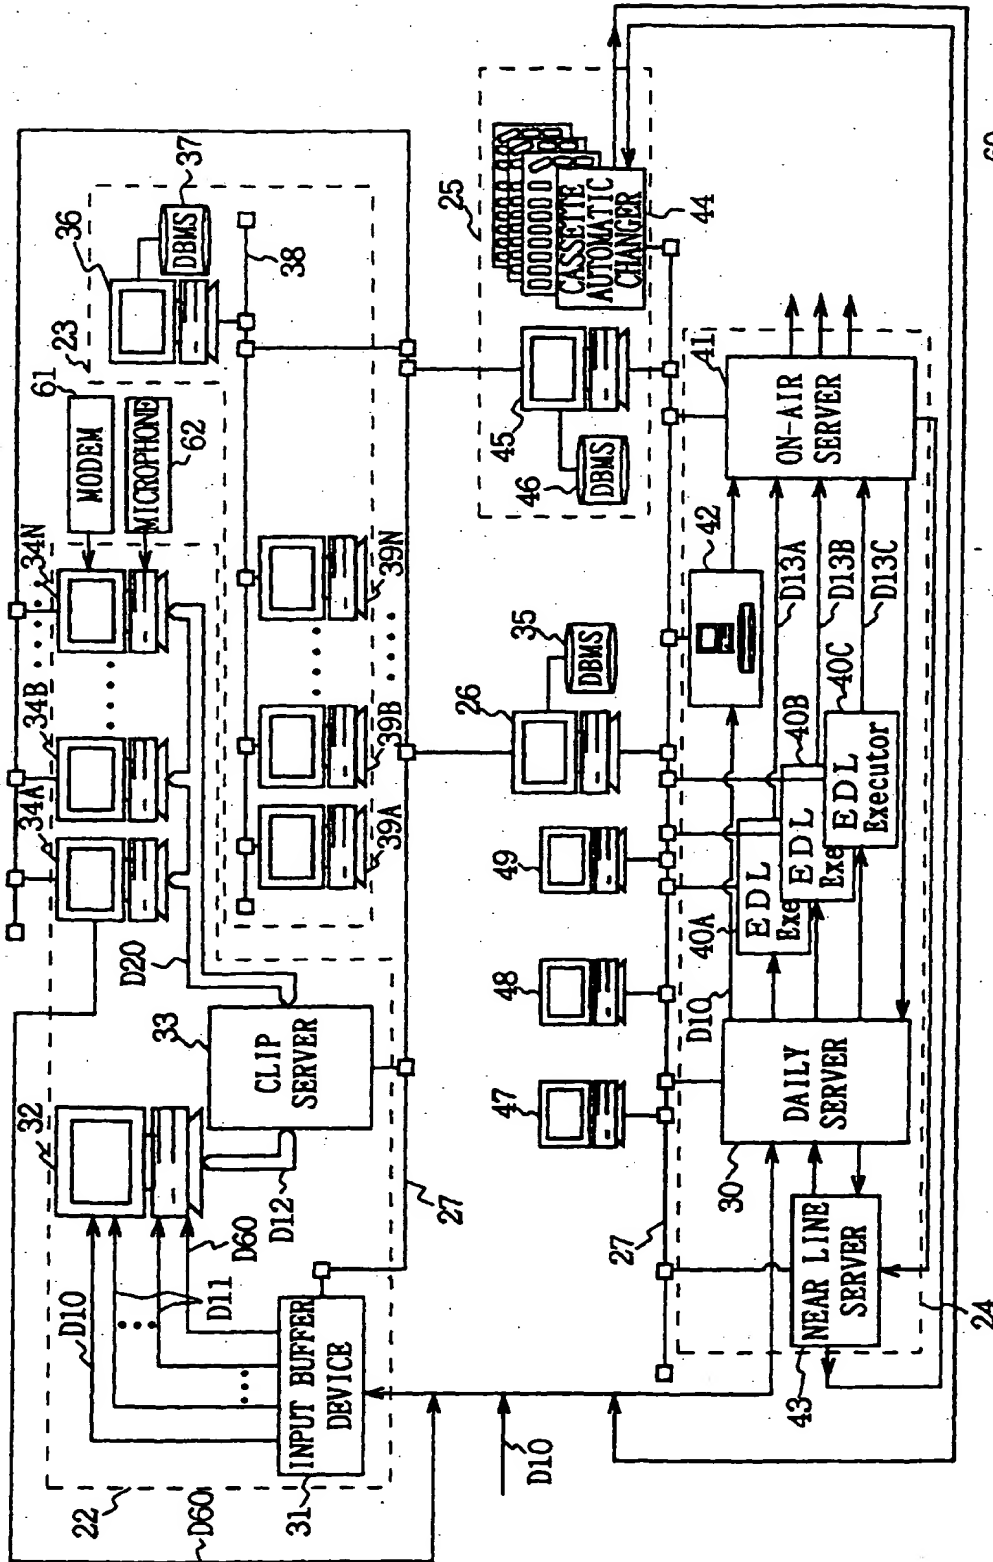 60
D60
22
31
INPUT BUFFER
DEVICE
D10
D11
D60
32
D12
33
CLIP
SERVER
D20
34A
34B
34N
MODEM
61
MICROPHONE
62
23
36
DBMS
37
38
39A
39B
39N
27
D10
25
CASSETTE
AUTOMATIC
CHANGER
44
45
46
DBMS
26
35
DBMS
47
48
49
27
24
43
NEAR LINE
SERVER
30
DAILY
SERVER
D10
40A
EDL
Exe
40B
EDL
Exe
40C
EDL
Executor
42
D13A
D13B
D13C
41
ON-AIR
SERVER